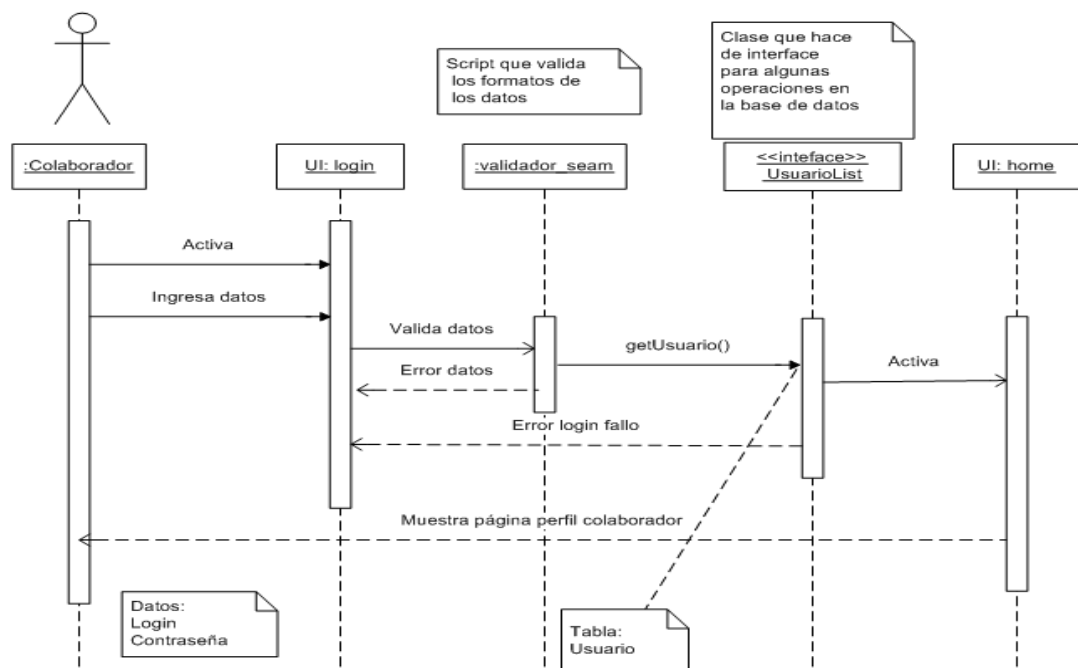 Script que valida
los formatos de
los datos
Clase que hace
de interface
para algunas
operaciones en
la base de datos
:Colaborador
UI: login
:validador_seam
<<inteface>>
UsuarioList
UI: home
Activa
Ingresa datos
Valida datos
getUsuario()
Activa
Error datos
Error login fallo
Muestra página perfil colaborador
Datos:
Login
Contraseña
Tabla:
Usuario